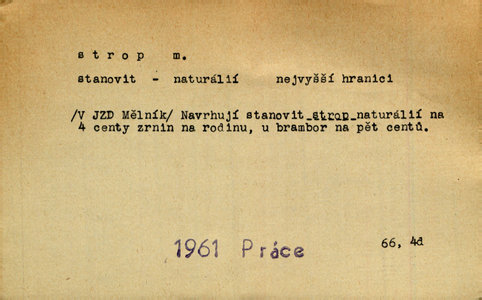 strop m.
stanovit - naturálií nejvyšší hranici
/V JZD Mělník/ Navrhují stanovit strop naturálií na
4 centy zrnin na rodinu, u brambor na pět centů.
1961 Práce 66, 4d